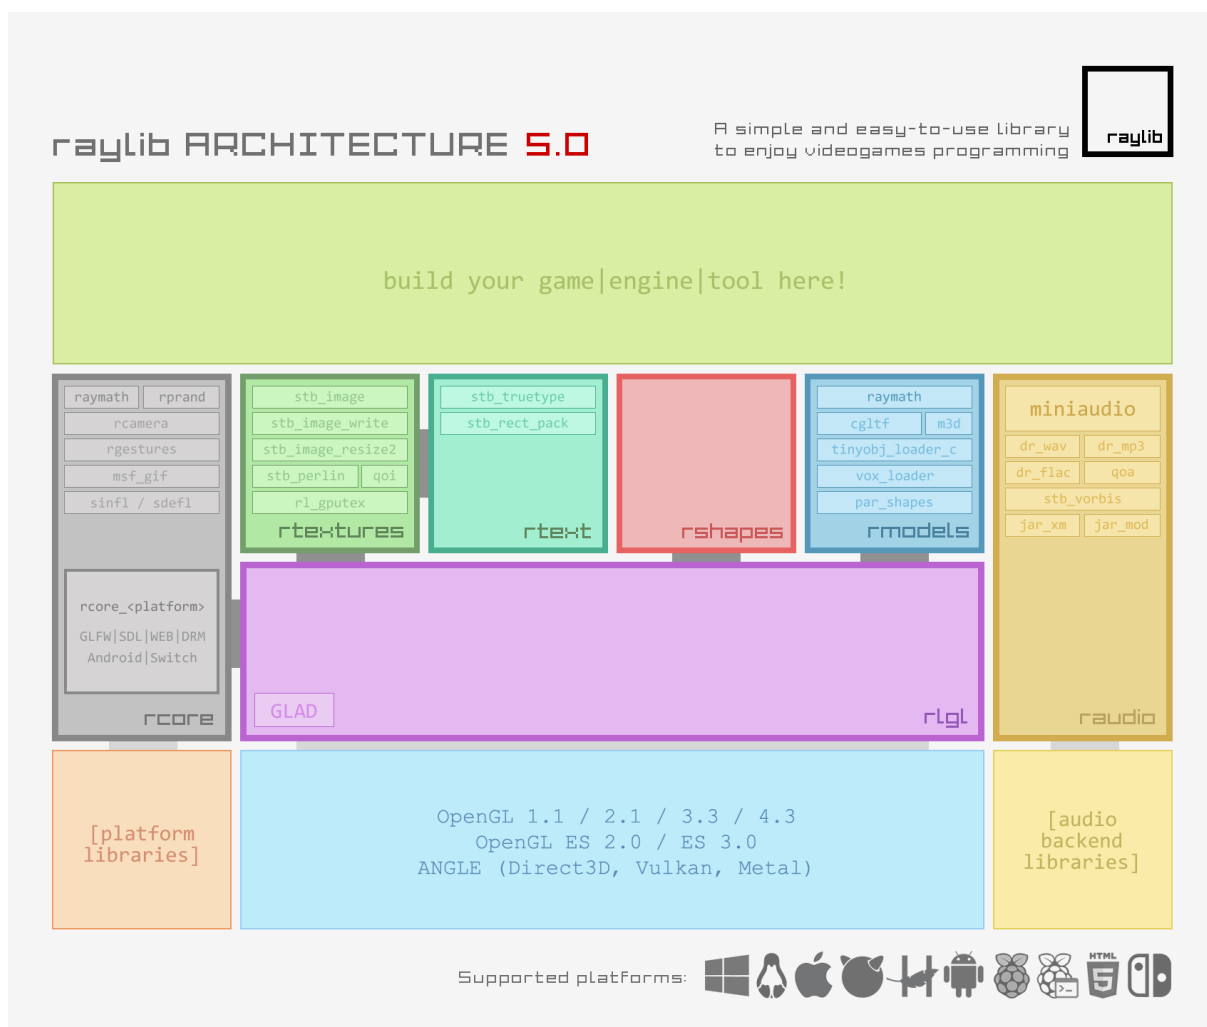 raylib ARCHITECTURE 5.0
A simple and easy-to-use library
to enjoy videogames programming
raylib
build your game|engine|tool here!
raymath
rprand
rcamera
rgestures
msf_gif
sinfl / sdefl
rcore_<platform>
GLFW|SDL|WEB|DRM
Android|Switch
rcore
stb_image
stb_image_write
stb_image_resize2
stb_perlin
qoi
rl_gputex
rtextures
stb_truetype
stb_rect_pack
rtext
rshapes
raymath
cgltf
m3d
tinyobj_loader_c
vox_loader
par_shapes
rmodels
miniaudio
dr_wav
dr_mp3
dr_flac
qoa
stb_vorbis
jar_xm
jar_mod
raudio
GLAD
rlgl
[platform
libraries]
OpenGL 1.1 / 2.1 / 3.3 / 4.3
OpenGL ES 2.0 / ES 3.0
ANGLE (Direct3D, Vulkan, Metal)
[audio
backend
libraries]
Supported platforms:
HTML
5